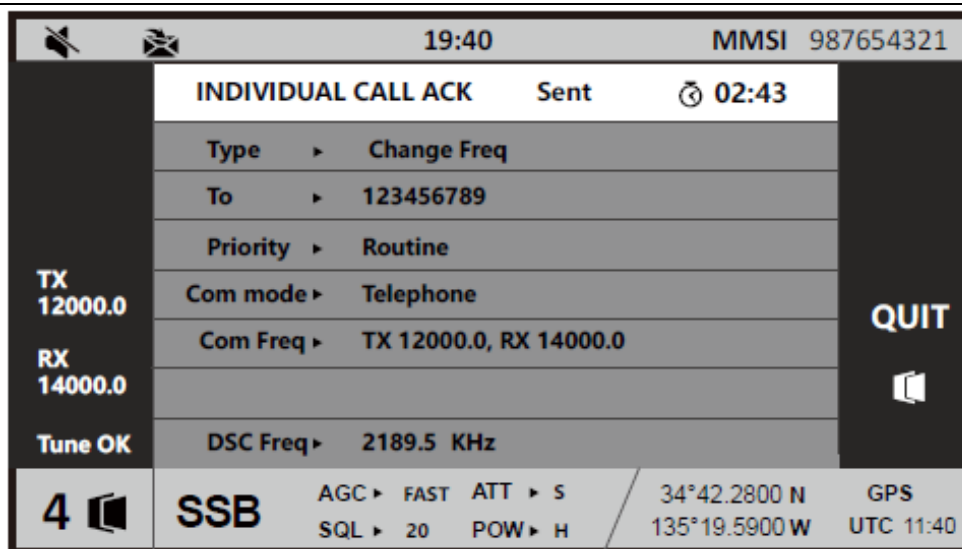 19:40 MMSI 987654321
INDIVIDUAL CALL ACK Sent 02:43
Type ▸ Change Freq
To ▸ 123456789
Priority ▸ Routine
Com mode ▸ Telephone
Com Freq ▸ TX 12000.0, RX 14000.0
DSC Freq ▸ 2189.5 KHz
TX
12000.0
RX
14000.0
Tune OK
QUIT
4
SSB
AGC ▸ FAST ATT ▸ S
SQL ▸ 20 POW ▸ H
34°42.2800 N
135°19.5900 W
GPS
UTC 11:40